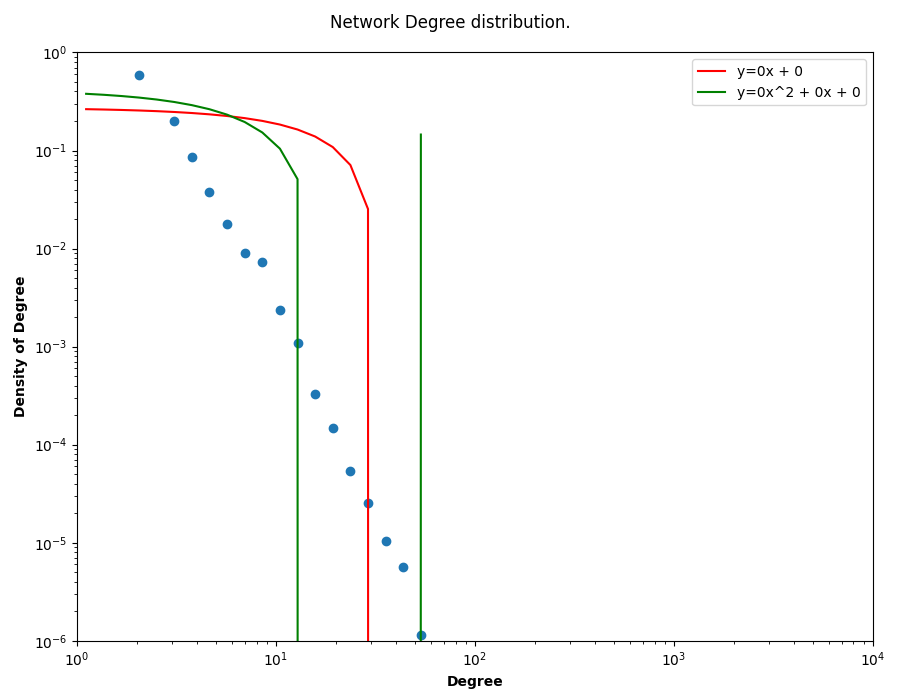 Network Degree distribution.
y=0x + 0
y=0x^2 + 0x + 0
Density of Degree
10^0
10^-1
10^-2
10^-3
10^-4
10^-5
10^-6
10^0 10^1 10^2 10^3 10^4
Degree